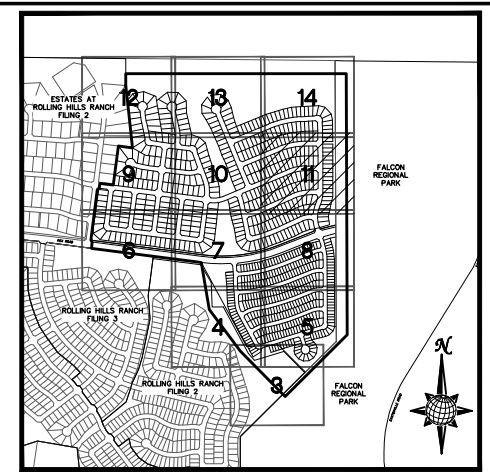 12
13
14
ESTATES AT
ROLLING HILLS RANCH
FILING 2
FALCON
REGIONAL
PARK
9
10
11
6
7
8
ROLLING HILLS RANCH
FILING 3
4
5
ROLLING HILLS RANCH
FILING 2
3
FALCON
REGIONAL
PARK
N